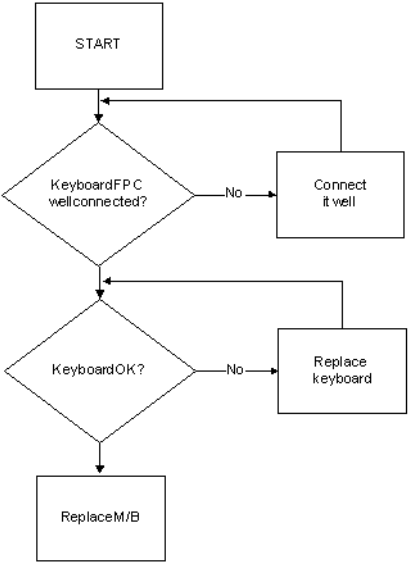 START
KeyboardFPC
wellconnected?
No
Connect
it well
KeyboardOK?
No
Replace
keyboard
ReplaceM/B